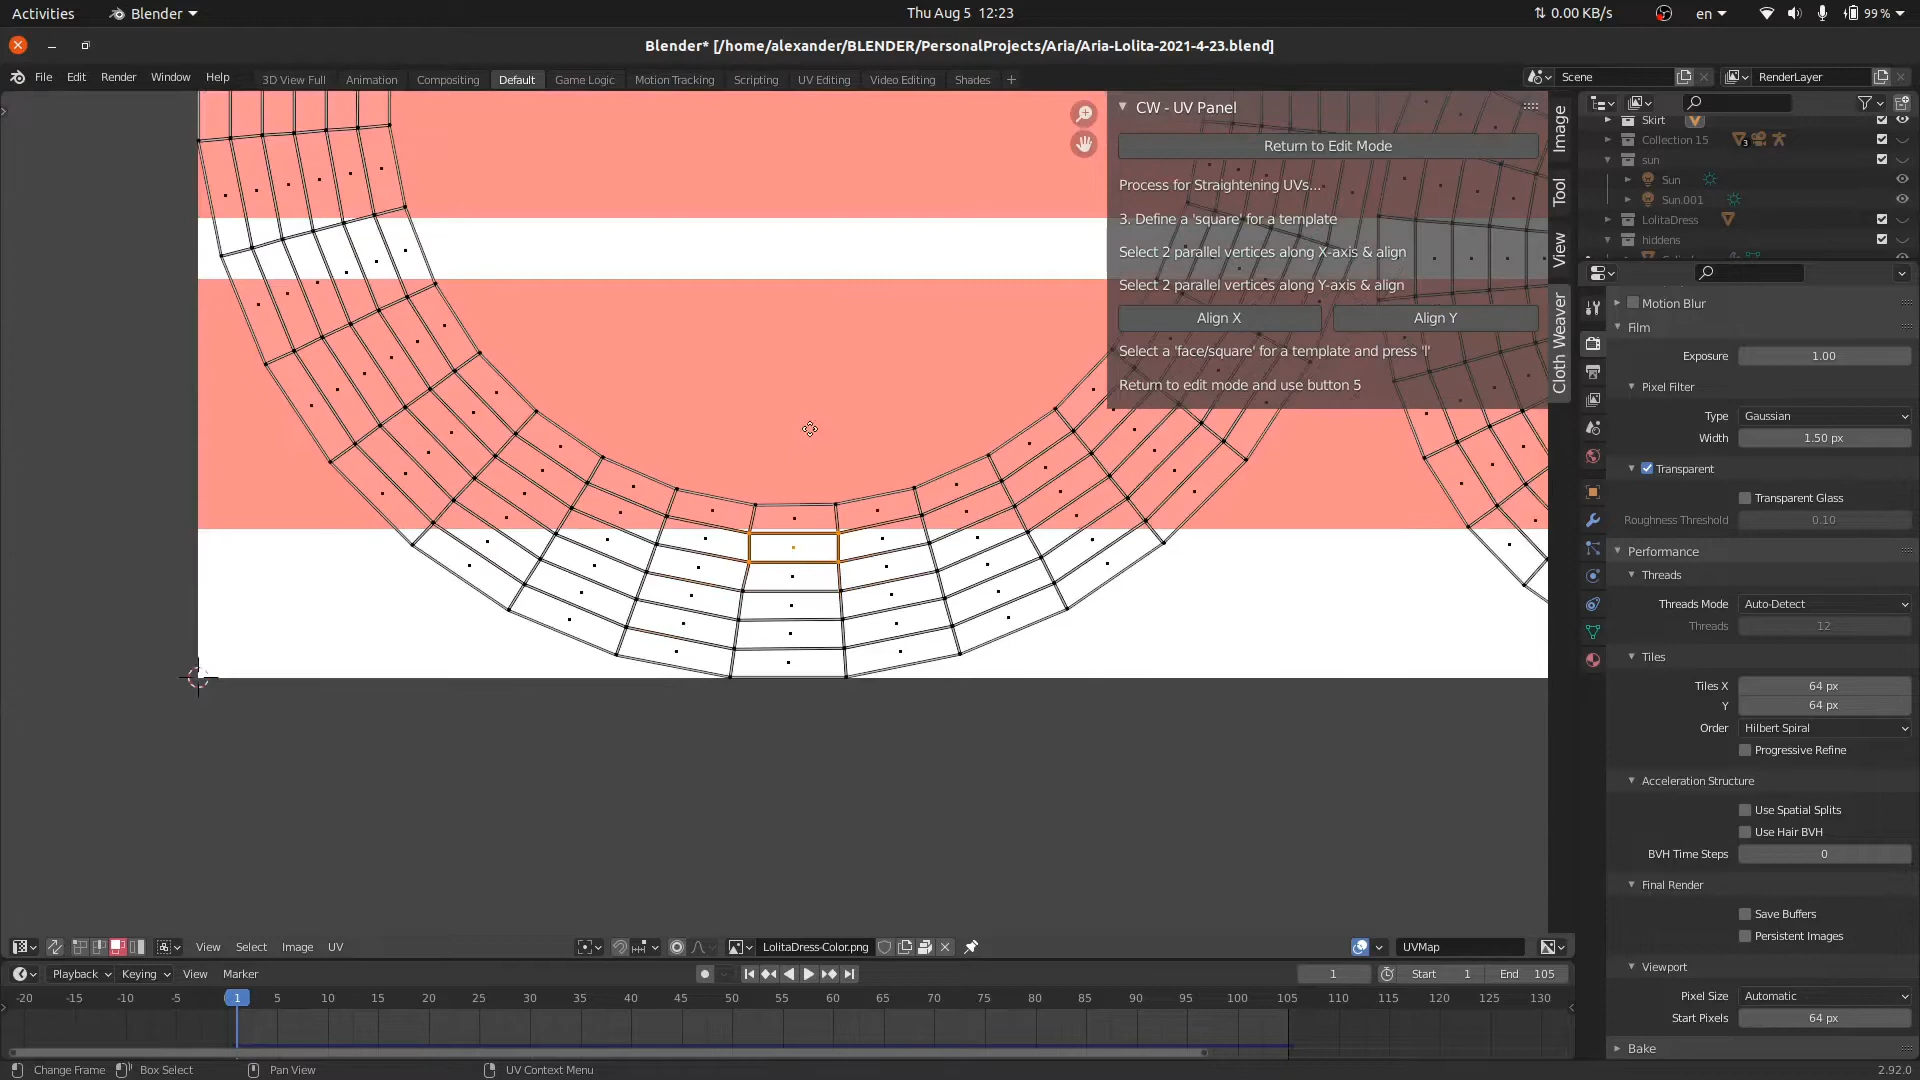 Activities Blender Thu Aug 5 12:23 0.00 KB/s en 99 %
Blender* [/home/alexander/BLENDER/PersonalProjects/Aria/Aria-Lolita-2021-4-23.blend]
File Edit Render Window Help 3D View Full Animation Compositing Default Game Logic Motion Tracking Scripting UV Editing Video Editing Shades + Scene RenderLayer
CW - UV Panel
Return to Edit Mode
Process for Straightening UVs...
3. Define a 'square' for a template
Select 2 parallel vertices along X-axis & align
Select 2 parallel vertices along Y-axis & align
Align X Align Y
Select a 'face/square' for a template and press 'l'
Return to edit mode and use button 5
Image
Tool
View
Cloth Weaver
Skirt
Collection 15 3
sun
Sun
Sun.001
LolitaDress
hiddens
Motion Blur
Film
Exposure 1.00
Pixel Filter
Type Gaussian
Width 1.50 px
Transparent
Transparent Glass
Roughness Threshold 0.10
Performance
Threads
Threads Mode Auto-Detect
Threads 12
Tiles
Tiles X 64 px
Y 64 px
Order Hilbert Spiral
Progressive Refine
Acceleration Structure
Use Spatial Splits
Use Hair BVH
BVH Time Steps 0
Final Render
Save Buffers
Persistent Images
Viewport
Pixel Size Automatic
Start Pixels 64 px
Bake
View Select Image UV LolitaDress-Color.png UVMap
Playback Keying View Marker 1 Start 1 End 105
-20 -15 -10 -5 1 5 10 15 20 25 30 35 40 45 50 55 60 65 70 75 80 85 90 95 100 105 110 115 120 125 130
Change Frame Box Select Pan View UV Context Menu 2.92.0